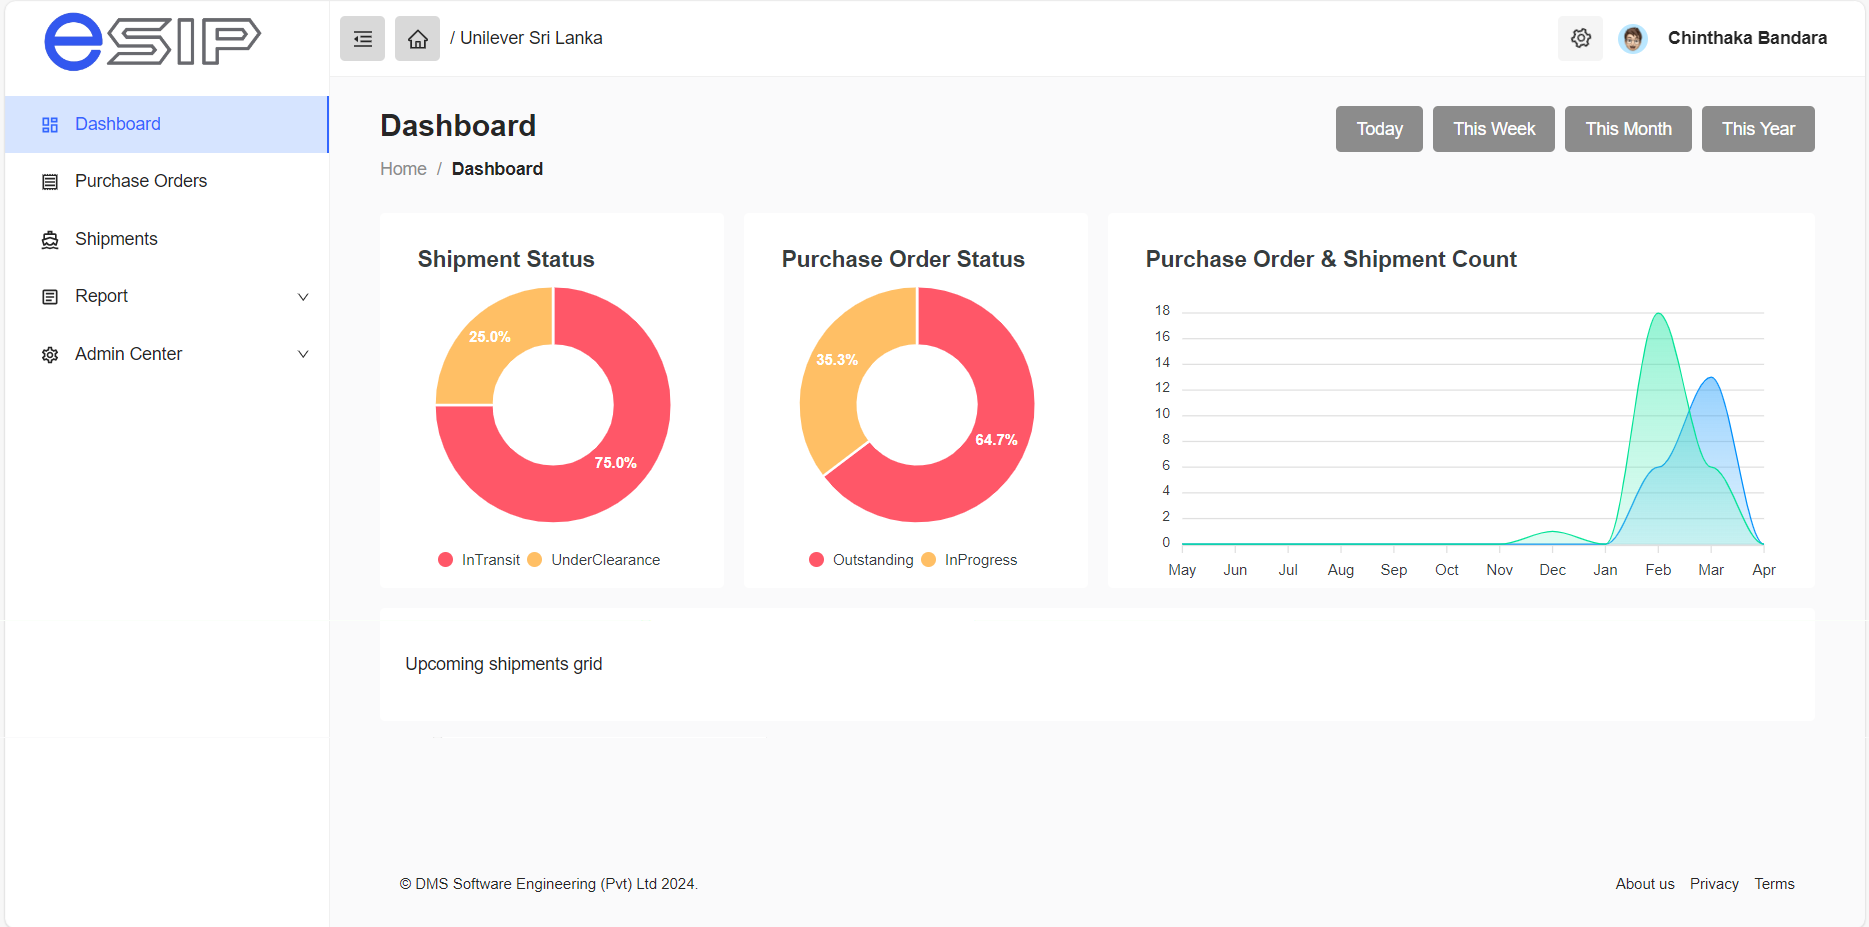 eSIP
/ Unilever Sri Lanka
Chinthaka Bandara
Dashboard
Purchase Orders
Shipments
Report
Admin Center
Dashboard
Home / Dashboard
Today
This Week
This Month
This Year
Shipment Status
25.0%
75.0%
InTransit
UnderClearance
Purchase Order Status
35.3%
64.7%
Outstanding
InProgress
Purchase Order & Shipment Count
18
16
14
12
10
8
6
4
2
0
May Jun Jul Aug Sep Oct Nov Dec Jan Feb Mar Apr
Upcoming shipments grid
© DMS Software Engineering (Pvt) Ltd 2024.
About us Privacy Terms